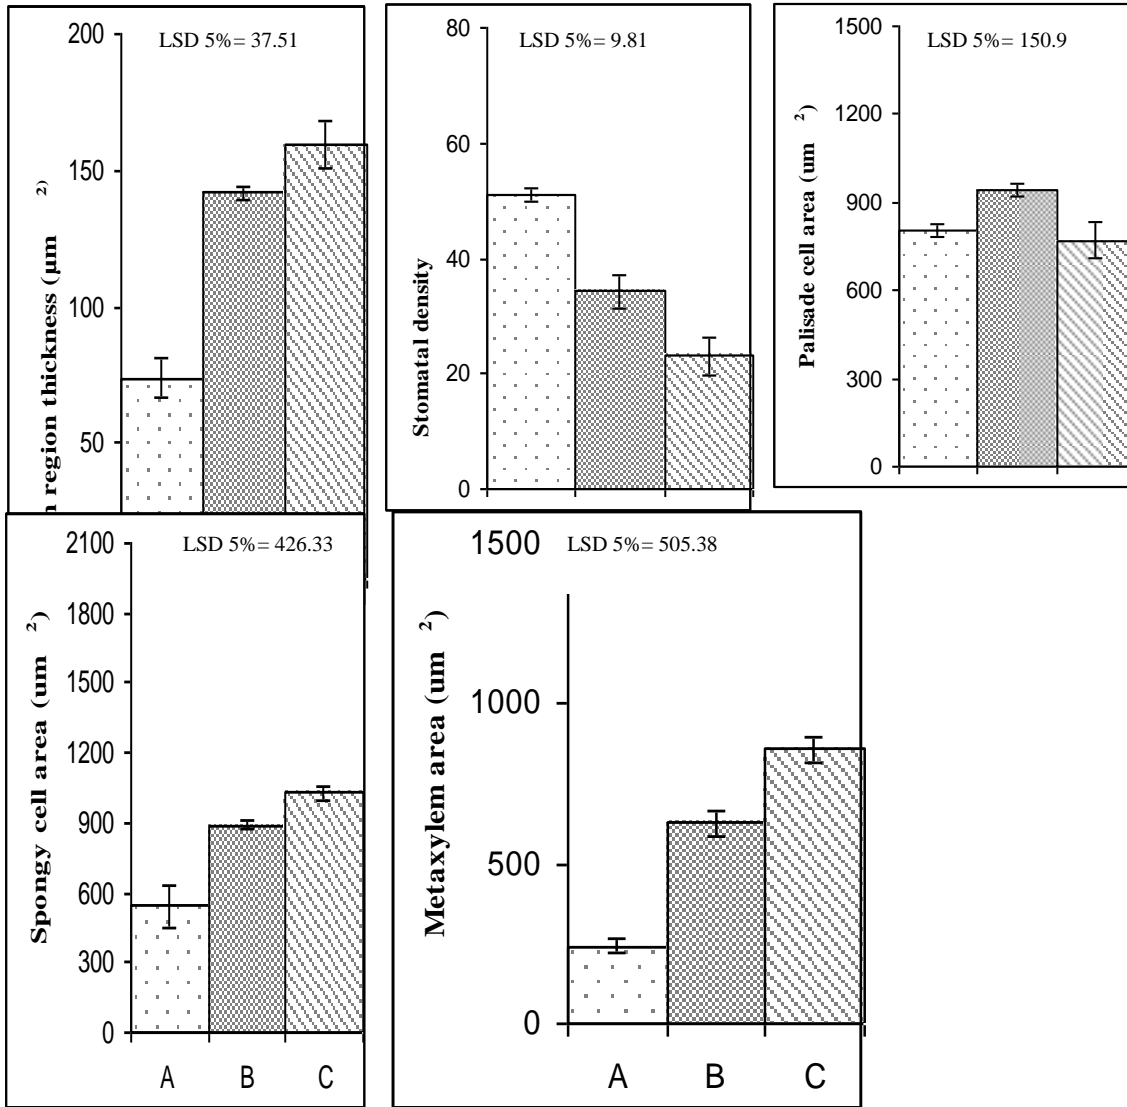 LSD 5%= 37.51
200
150
100
50
region thickness (µm ²⁾
LSD 5%= 9.81
80
60
40
20
0
Stomatal density
LSD 5%= 150.9
1500
1200
900
600
300
0
Palisade cell area (um ²)
LSD 5%= 426.33
2100
1800
1500
1200
900
600
300
0
Spongy cell area (um ²)
A B C
LSD 5%= 505.38
1500
1000
500
0
Metaxylem area (um ²)
A B C